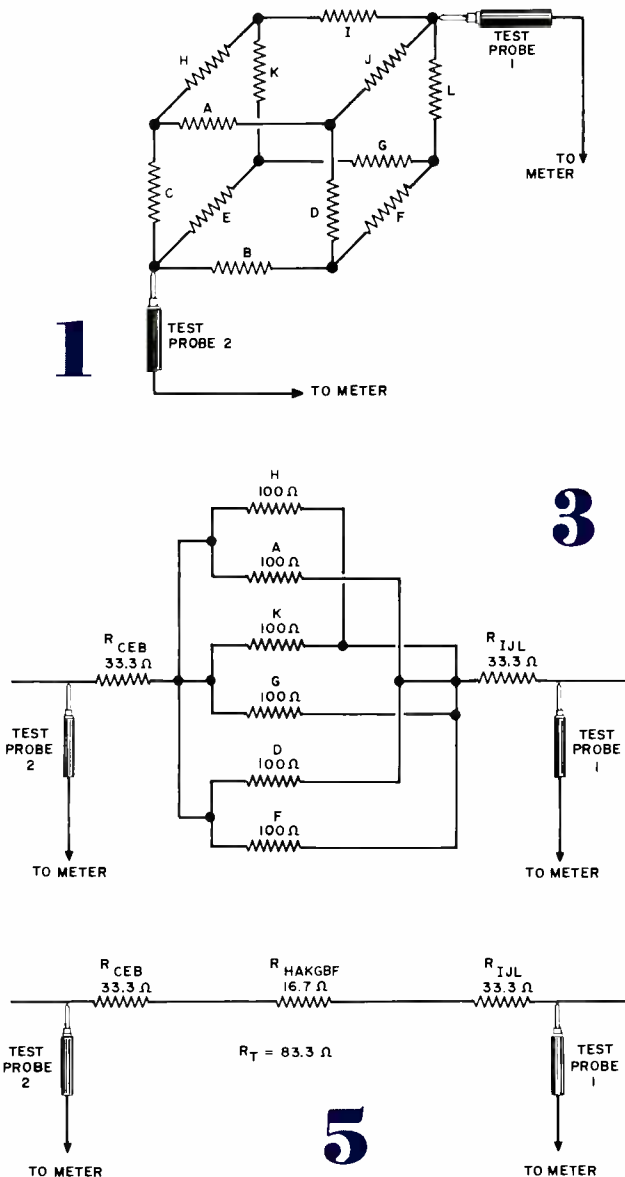 I
TEST
PROBE
1
H
K
J
L
A
G
TO
METER
C
E
D
F
B
1
TEST
PROBE 2
TO METER
3
H
100 Ω
A
100 Ω
K
100 Ω
R CEB
33.3 Ω
R IJL
33.3 Ω
G
100 Ω
TEST
PROBE
2
TEST
PROBE
1
D
100 Ω
F
100 Ω
TO METER
TO METER
R CEB
33.3 Ω
R HAKGBF
16.7 Ω
R IJL
33.3 Ω
TEST
PROBE
2
R T = 83.3 Ω
TEST
PROBE
1
5
TO METER
TO METER